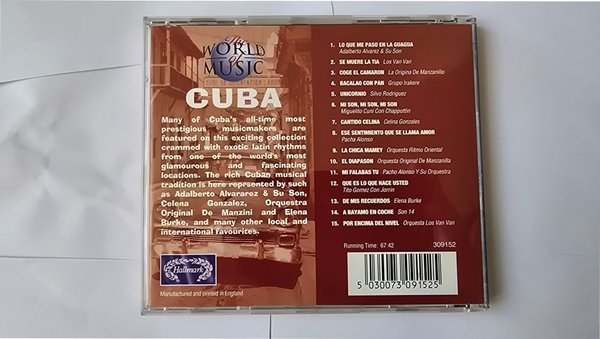 The
WORLD
of
MUSIC
CUBA
Many of Cuba's all-time most
prestigious musicmakers are
featured on this exciting collection
crammed with exotic latin rhythms
from one of the world's most
glamourous and fascinating
locations. The rich Cuban musical
tradition is here represented by such
as Adalberto Alvararez & Su Son,
Celena Gonzalez, Orquestra
Original De Manzini and Elena
Burke, and many other local and
international favourites.
Hallmark
Manufactured and printed in England
1. LO QUE ME PASO EN LA GUAGUA
Adalberto Alvarez & Su Son
2. SE MUERE LA TIA Los Van Van
3. COGE EL CAMARON La Origina De Manzanillo
4. BACALAO CON PAN Grupo Irakere
5. UNICORNIO Silvo Rodriguez
6. MI SON, MI SON, MI SON
Miguelito Cuni Con Chappottin
7. CANTIDO CELINA Celina Gonzales
8. ESE SENTIMIENTO QUE SE LLAMA AMOR
Pacha Alonso
9. LA CHICA MAMEY Orquesta Ritmo Oriental
10. EL DIAPASON Orquesta Original De Manzanilla
11. MI FALABAS TU Pacho Alonso Y Su Orquestra
12. QUE ES LO QUE HACE USTED
Tito Gomez Con Jorrin
13. DE MIS RECUERDOS Elena Burke
14. A BAYAMO EN COCHE Son 14
15. POR ENCIMA DEL NIVEL Orquesta Los Van Van
Running Time: 67:42 309152
5 030073 091525